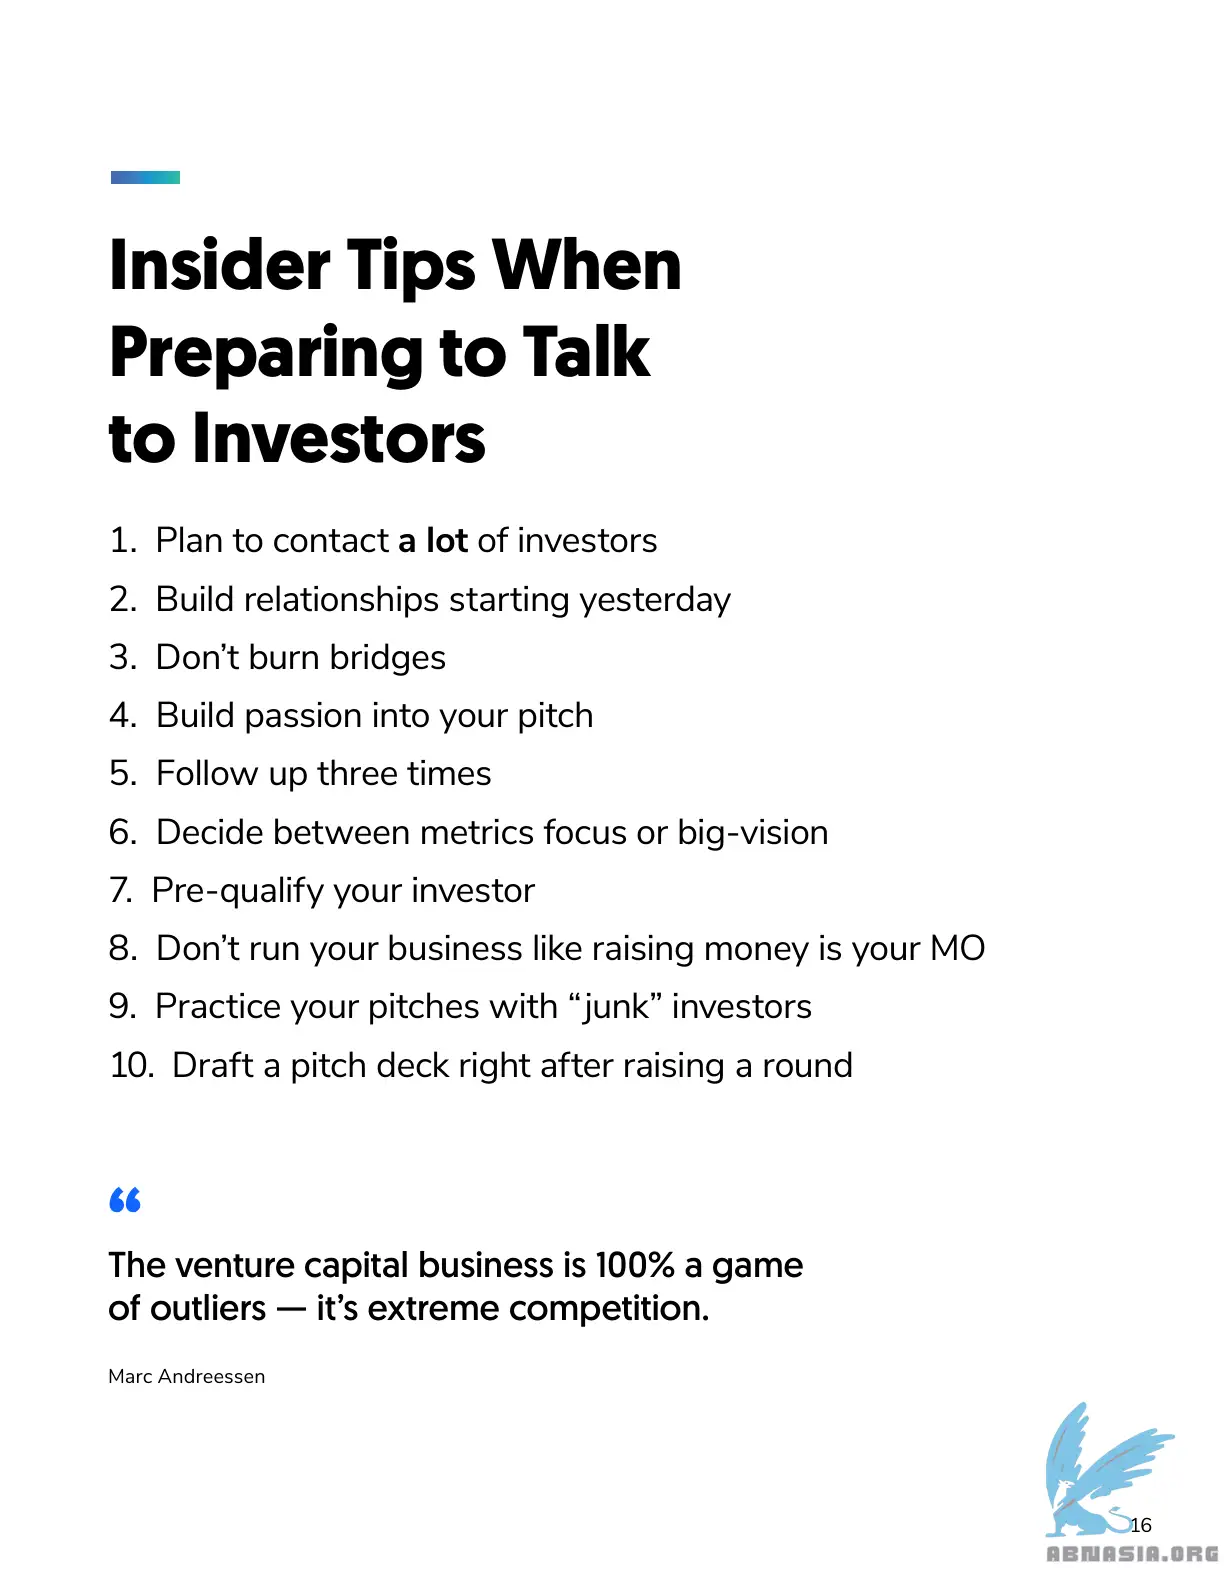 Insider Tips When
Preparing to Talk
to Investors
1. Plan to contact a lot of investors
2. Build relationships starting yesterday
3. Don’t burn bridges
4. Build passion into your pitch
5. Follow up three times
6. Decide between metrics focus or big-vision
7. Pre-qualify your investor
8. Don’t run your business like raising money is your MO
9. Practice your pitches with “junk” investors
10. Draft a pitch deck right after raising a round
“
The venture capital business is 100% a game
of outliers — it’s extreme competition.
Marc Andreessen
16
ABNASIA.ORG